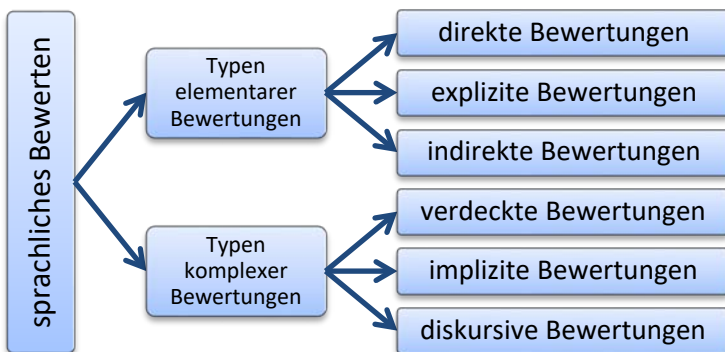 sprachliches Bewerten
Typen
elementarer
Bewertungen
direkte Bewertungen
explizite Bewertungen
indirekte Bewertungen
Typen
komplexer
Bewertungen
verdeckte Bewertungen
implizite Bewertungen
diskursive Bewertungen